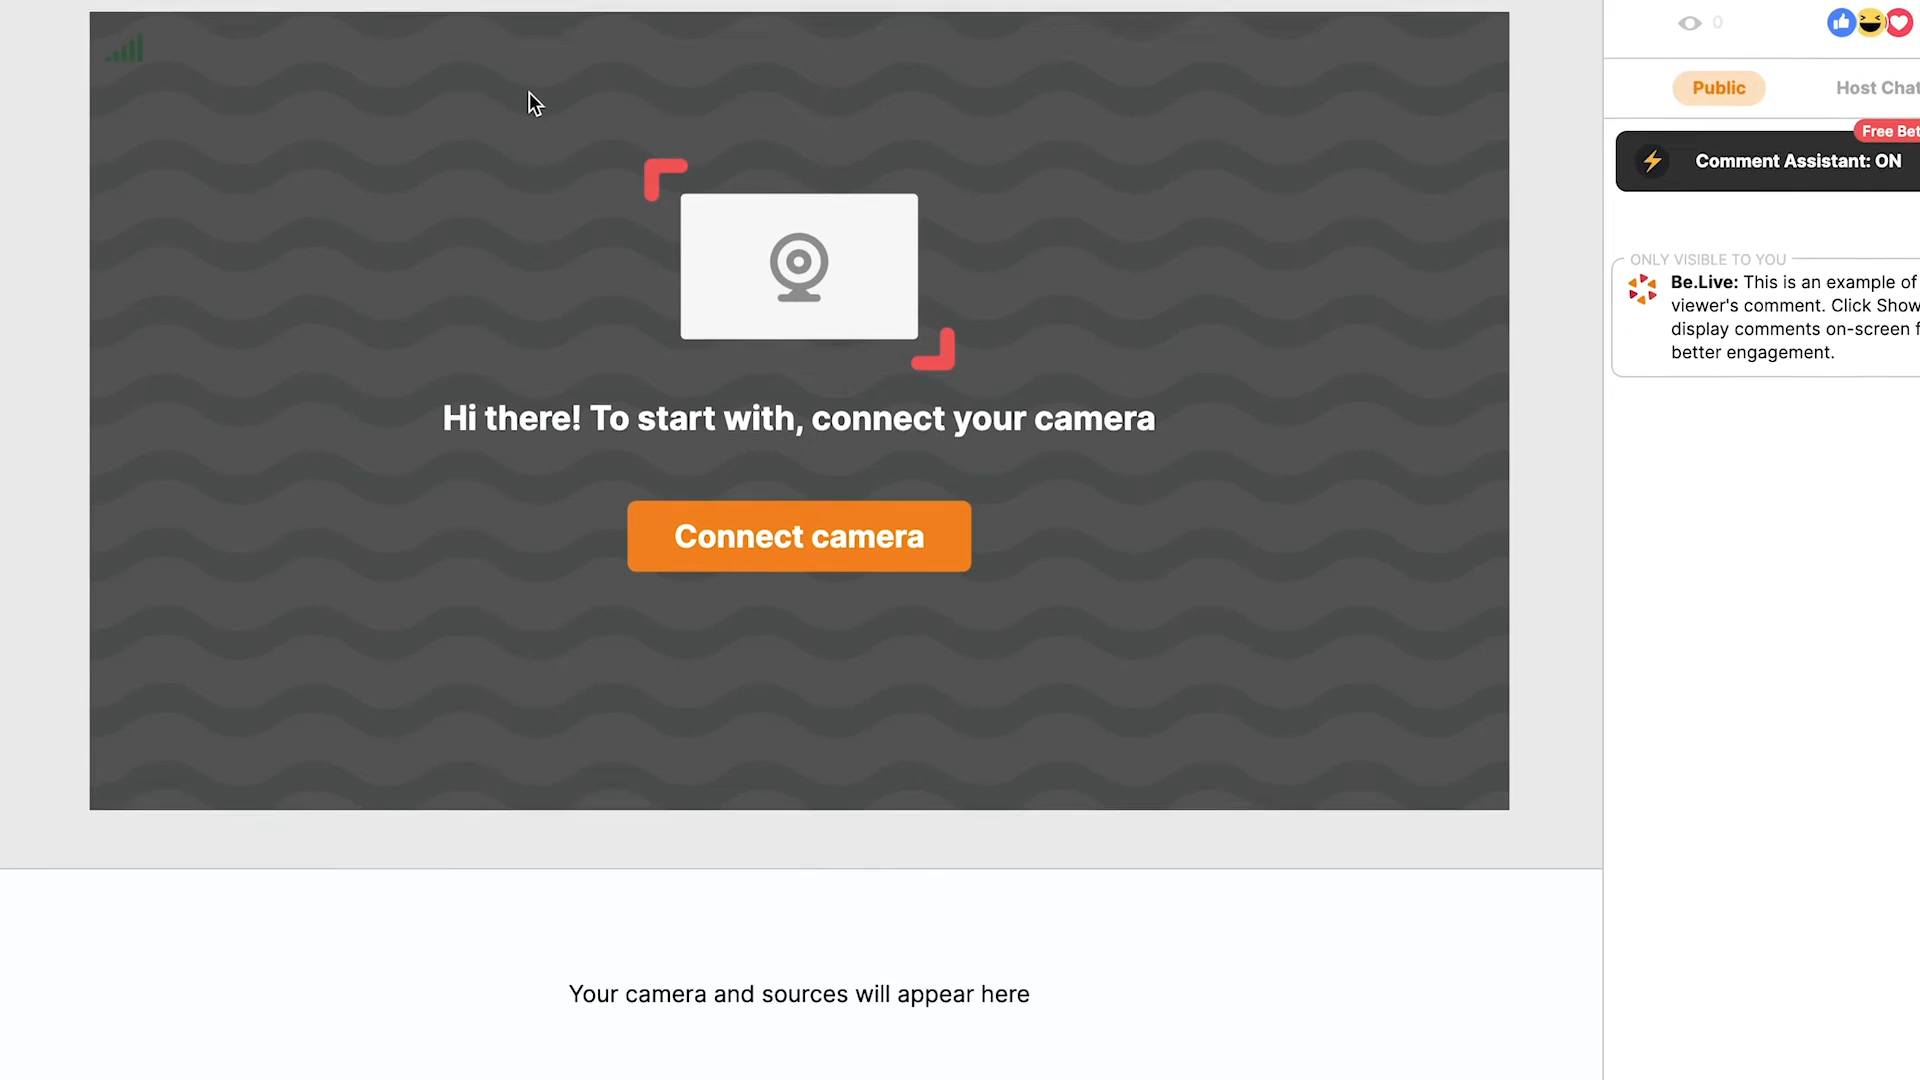 0
Public
Host Chat
Free Bet
Comment Assistant: ON
ONLY VISIBLE TO YOU
Be.Live: This is an example of
viewer's comment. Click Show
display comments on-screen f
better engagement.
Hi there! To start with, connect your camera
Connect camera
Your camera and sources will appear here